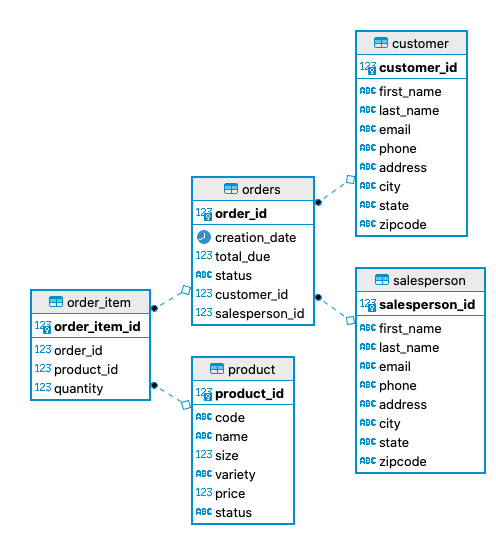 customer
123 customer_id
ABC first_name
ABC last_name
ABC email
ABC phone
ABC address
ABC city
ABC state
ABC zipcode
orders
123 order_id
creation_date
123 total_due
ABC status
123 customer_id
123 salesperson_id
salesperson
123 salesperson_id
ABC first_name
ABC last_name
ABC email
ABC phone
ABC address
ABC city
ABC state
ABC zipcode
order_item
123 order_item_id
123 order_id
123 product_id
123 quantity
product
123 product_id
ABC code
ABC name
123 size
ABC variety
123 price
ABC status